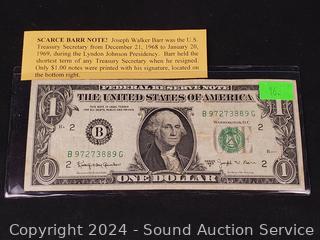 SCARCE BARR NOTE! Joseph Walker Barr was the U.S.
Treasury Secretary from December 21, 1968 to January 20,
1969, during the Lyndon Johnson Presidency. Barr held the
shortest term of any Treasury Secretary when he resigned.
Only $1.00 notes were printed with his signature, located on
the bottom right.
96.
FEDERAL RESERVE NOTE
THE UNITED STATES OF AMERICA
1
1
B 97273889 G
WASHINGTON, D.C.
2
2
B
B 97273889 G
2
2
1
ONE DOLLAR
1
Copyright 2024 - Sound Auction Service